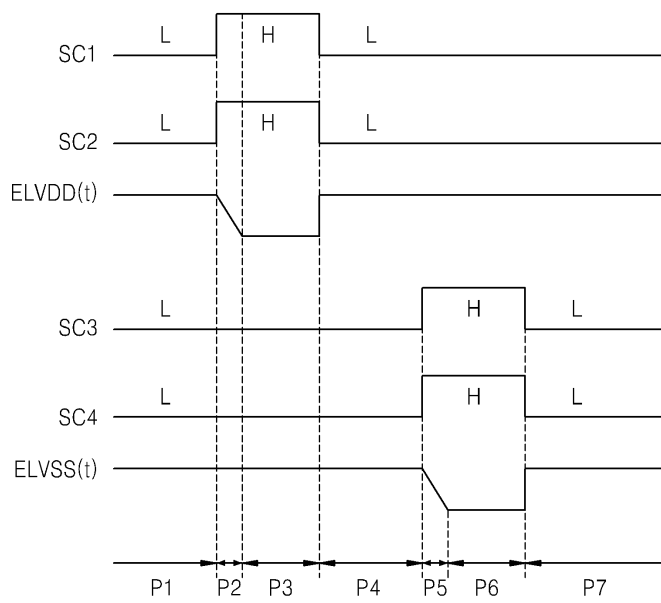 L H L
SC1
L H L
SC2
ELVDD(t)
L H L
SC3
L H L
SC4
ELVSS(t)
P1 P2 P3 P4 P5 P6 P7